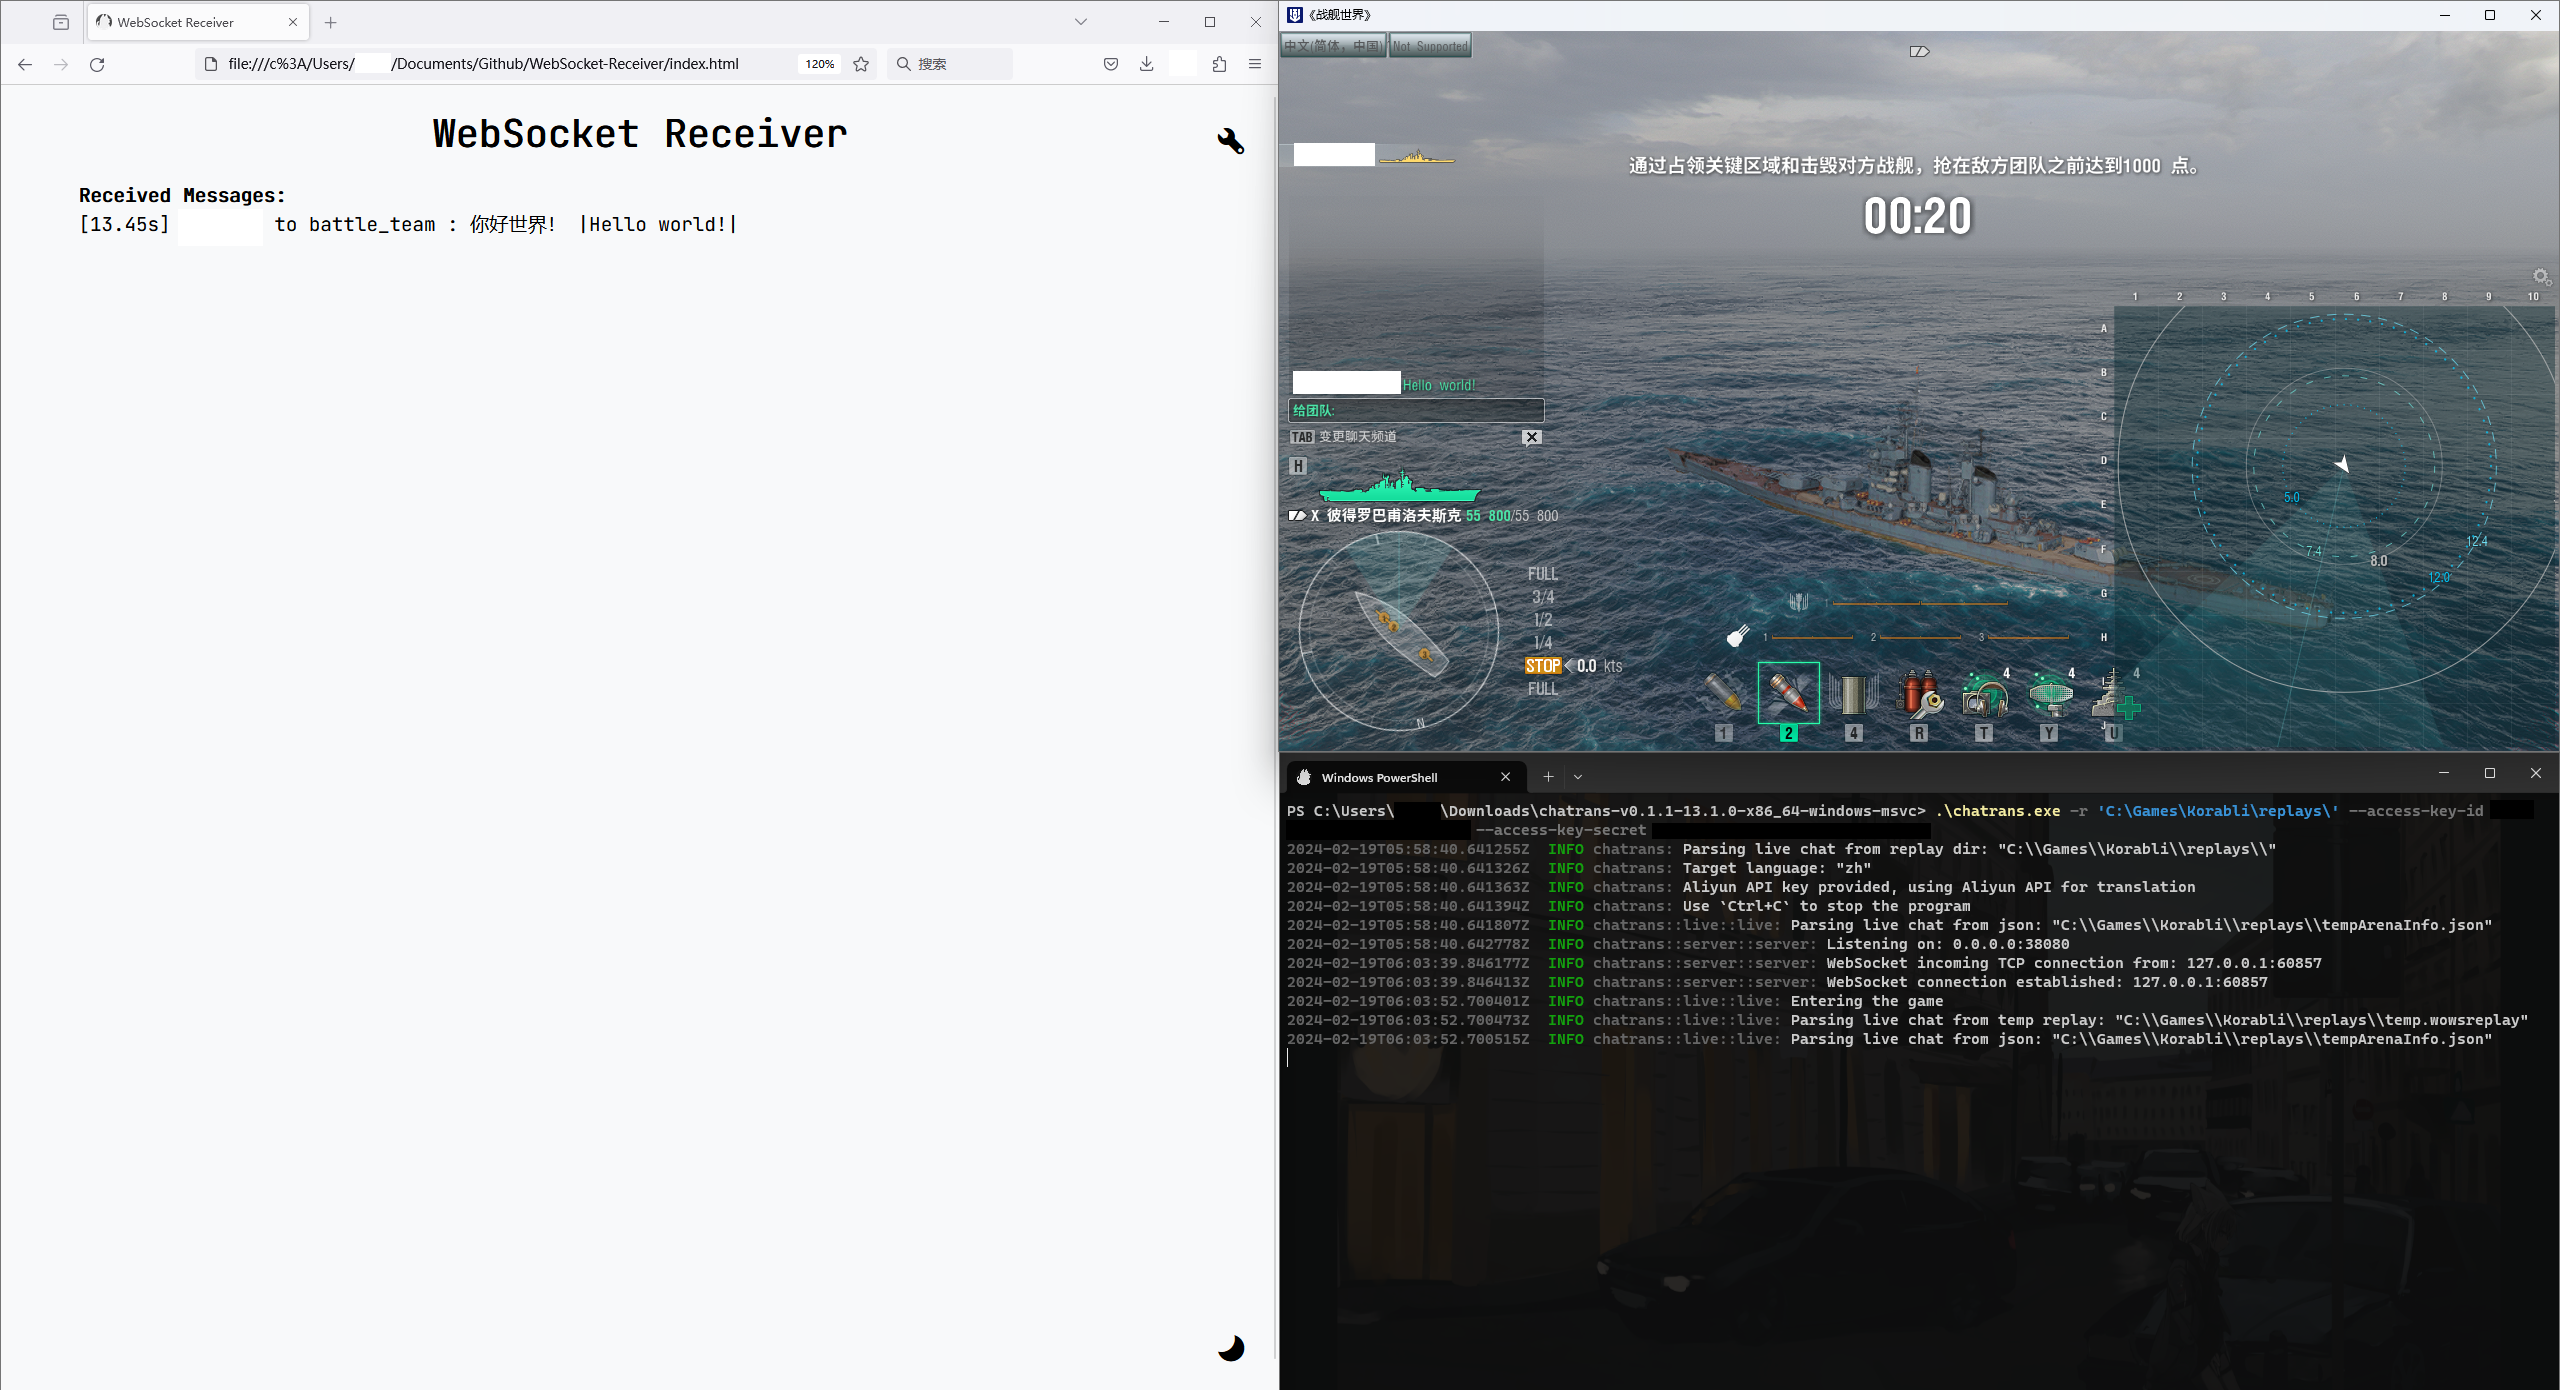 WebSocket Receiver
file:///c%3A/Users/ /Documents/Github/WebSocket-Receiver/index.html
120%
搜索
WebSocket Receiver
Received Messages:
[13.45s] to battle_team : 你好世界! |Hello world!|
《战舰世界》
中文(简体, 中国)
Not Supported
通过占领关键区域和击毁对方战舰，抢在敌方团队之前达到1000 点。
00:20
1 2 3 4 5 6 7 8 9 10
A
B
C
D
E
F
G
H
I
J
5.0
7.4
8.0
12.4
12.0
Hello world!
给团队:
TAB 变更聊天频道
H
X 彼得罗巴甫洛夫斯克 55 800/55 800
N
FULL
3/4
1/2
1/4
STOP 0.0 kts
FULL
1
1 2 3
4 4 4
1 2 4 R T Y U
Windows PowerShell
PS C:\Users\ \Downloads\chatrans-v0.1.1-13.1.0-x86_64-windows-msvc> .\chatrans.exe -r 'C:\Games\Korabli\replays\' --access-key-id
--access-key-secret
2024-02-19T05:58:40.641255Z  INFO chatrans: Parsing live chat from replay dir: "C:\\Games\\Korabli\\replays\\"
2024-02-19T05:58:40.641326Z  INFO chatrans: Target language: "zh"
2024-02-19T05:58:40.641363Z  INFO chatrans: Aliyun API key provided, using Aliyun API for translation
2024-02-19T05:58:40.641394Z  INFO chatrans: Use `Ctrl+C` to stop the program
2024-02-19T05:58:40.641807Z  INFO chatrans::live::live: Parsing live chat from json: "C:\\Games\\Korabli\\replays\\tempArenaInfo.json"
2024-02-19T05:58:40.642778Z  INFO chatrans::server::server: Listening on: 0.0.0.0:38080
2024-02-19T06:03:39.846177Z  INFO chatrans::server::server: WebSocket incoming TCP connection from: 127.0.0.1:60857
2024-02-19T06:03:39.846413Z  INFO chatrans::server::server: WebSocket connection established: 127.0.0.1:60857
2024-02-19T06:03:52.700401Z  INFO chatrans::live::live: Entering the game
2024-02-19T06:03:52.700473Z  INFO chatrans::live::live: Parsing live chat from temp replay: "C:\\Games\\Korabli\\replays\\temp.wowsreplay"
2024-02-19T06:03:52.700515Z  INFO chatrans::live::live: Parsing live chat from json: "C:\\Games\\Korabli\\replays\\tempArenaInfo.json"